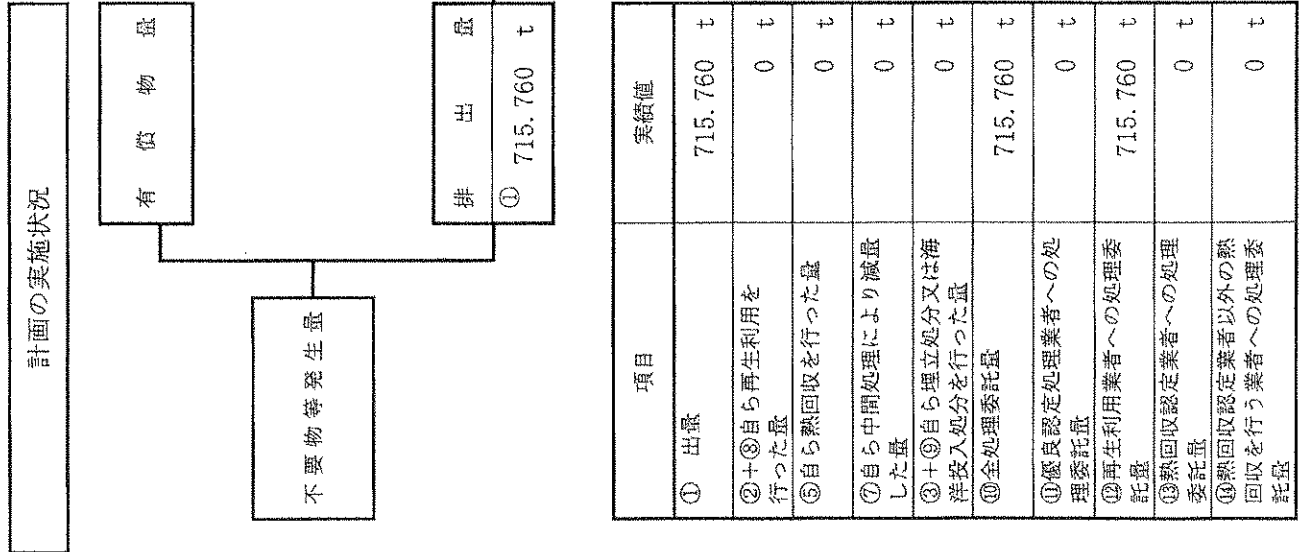 計画の実施状況
有償物量
不要物等発生量
排出量
① 715.760 t
項目 実績値
① 出量 715.760 t
②＋⑧自ら再生利用を
行った量 0 t
⑤自ら熱回収を行った量 0 t
⑦自ら中間処理により減量
した量 0 t
③＋⑨自ら埋立処分又は海
洋投入処分を行った量 0 t
⑩全処理委託量 715.760 t
⑪優良認定処理業者への処
理委託量 0 t
⑫再生利用業者への処理委
託量 715.760 t
⑬熱回収認定業者への処理
委託量 0 t
⑭熱回収認定業者以外の熱
回収を行う業者への処理委
託量 0 t